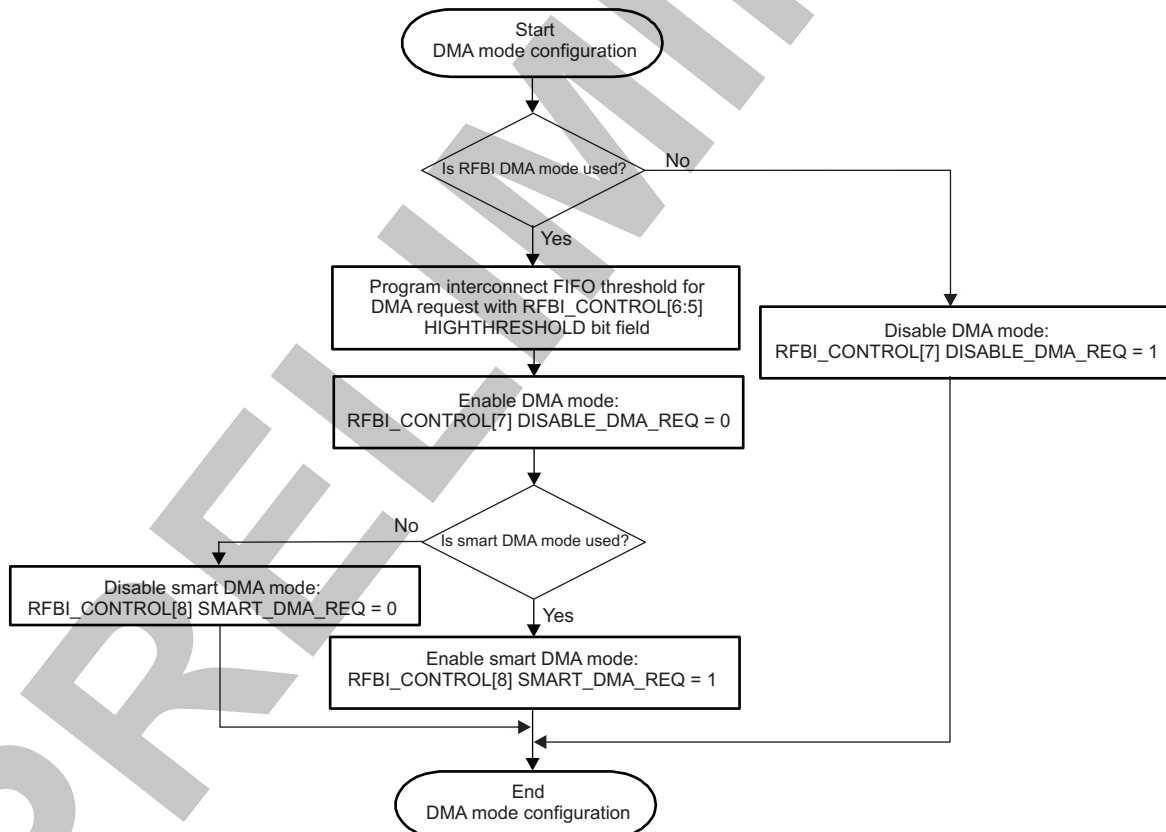 Start
DMA mode configuration
Is RFBI DMA mode used?
No
Yes
Program interconnect FIFO threshold for
DMA request with RFBI_CONTROL[6:5]
HIGHTHRESHOLD bit field
Disable DMA mode:
RFBI_CONTROL[7] DISABLE_DMA_REQ = 1
Enable DMA mode:
RFBI_CONTROL[7] DISABLE_DMA_REQ = 0
No
Is smart DMA mode used?
Disable smart DMA mode:
RFBI_CONTROL[8] SMART_DMA_REQ = 0
Yes
Enable smart DMA mode:
RFBI_CONTROL[8] SMART_DMA_REQ = 1
End
DMA mode configuration
PRELIMI